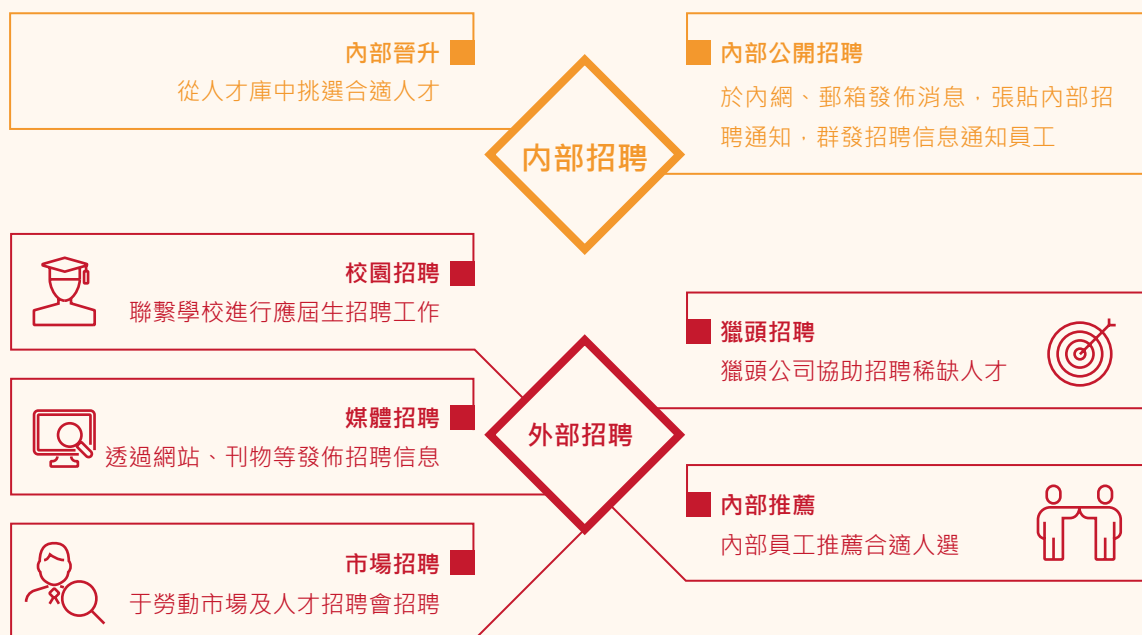 內部晉升
從人才庫中挑選合適人才
內部公開招聘
於內網、郵箱發佈消息，張貼內部招
聘通知，群發招聘信息通知員工
内部招聘
校園招聘
聯繫學校進行應屆生招聘工作
媒體招聘
透過網站、刊物等發佈招聘信息
市場招聘
于勞動市場及人才招聘會招聘
外部招聘
獵頭招聘
獵頭公司協助招聘稀缺人才
內部推薦
內部員工推薦合適人選